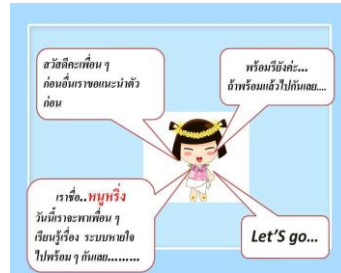 สวัสดีคะเพื่อน ๆ
ก่อนอื่นเราขอแนะนำตัว
ก่อน
เราชื่อ..หนูหริ่ง
วันนี้เราจะพาเพื่อน ๆ
เรียนรู้เรื่อง ระบบหายใจ
ไปพร้อม ๆ กันเลย.........
พร้อมรึยังค่ะ...
ถ้าพร้อมแล้วไปกันเลย....
Let'S go...